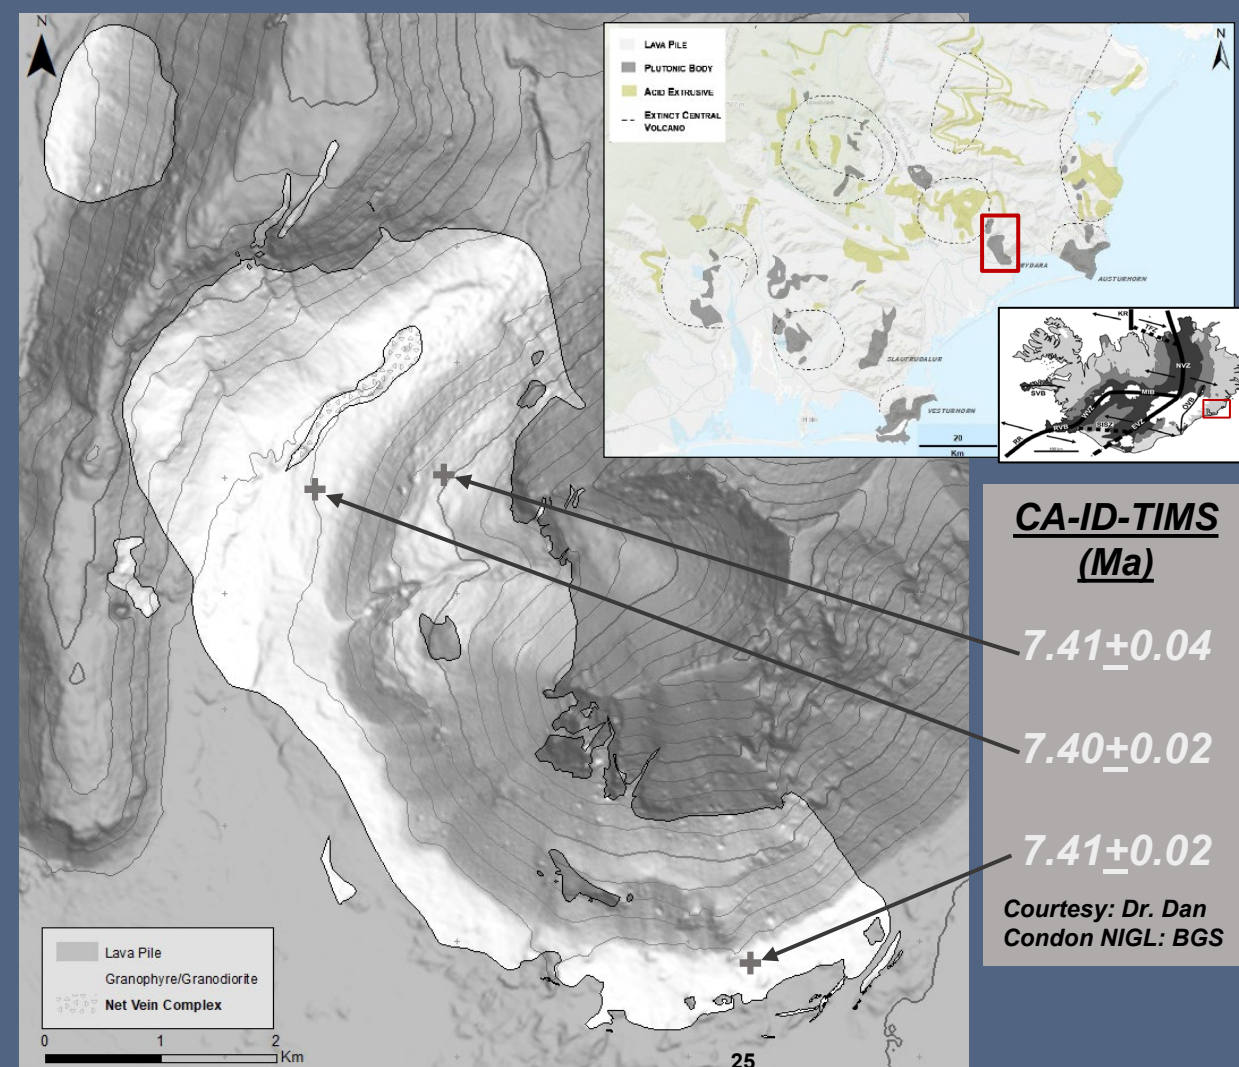 N
LAVA PILE
PLUTONIC BODY
ACID EXTRUSIVE
EXTINCT CENTRAL
VOLCANO
N
AUSTURHORN
SLAUFRUDALUR
VESTURHORN
20
Km
KR
TFZ
NVZ
SVB
MIB
WVZ
OVB
RVB
SISZ
EVZ
RR
CA-ID-TIMS
(Ma)
7.41±0.04
7.40±0.02
7.41±0.02
Courtesy: Dr. Dan
Condon NIGL: BGS
Lava Pile
Granophyre/Granodiorite
Net Vein Complex
0 1 2
Km
25